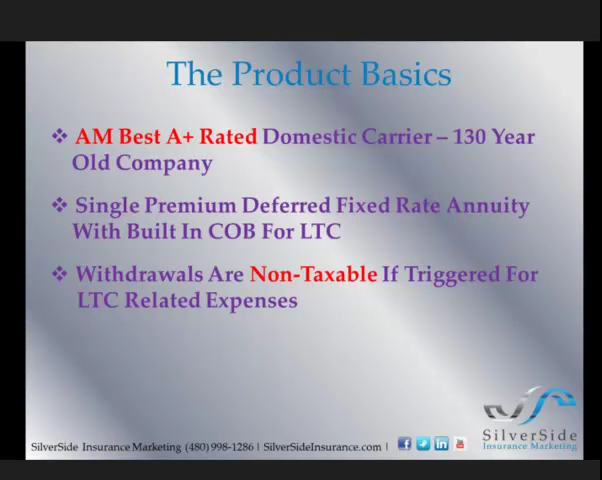 The Product Basics
❖ AM Best A+ Rated Domestic Carrier – 130 Year
Old Company
❖ Single Premium Deferred Fixed Rate Annuity
With Built In COB For LTC
❖ Withdrawals Are Non-Taxable If Triggered For
LTC Related Expenses
SilverSide
Insurance Marketing
SilverSide Insurance Marketing (480) 998-1286 | SilverSideInsurance.com |